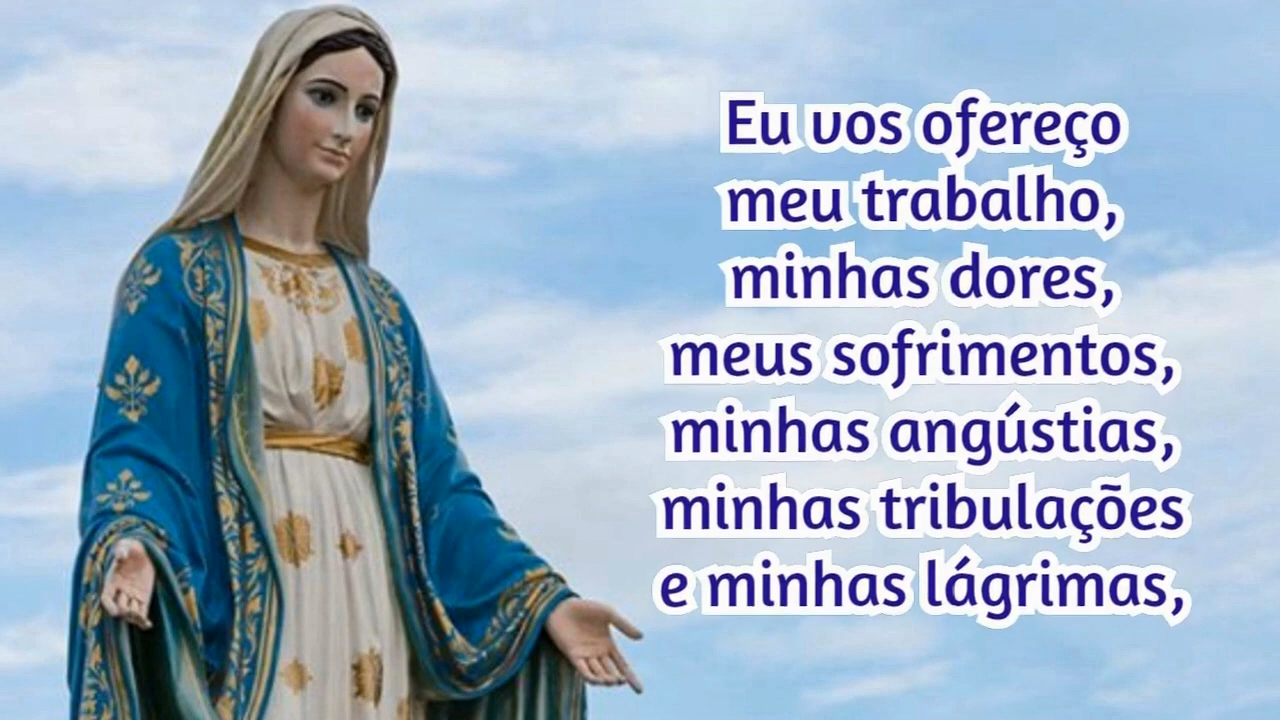 Eu vos ofereço
meu trabalho,
minhas dores,
meus sofrimentos,
minhas angústias,
minhas tribulações
e minhas lágrimas,